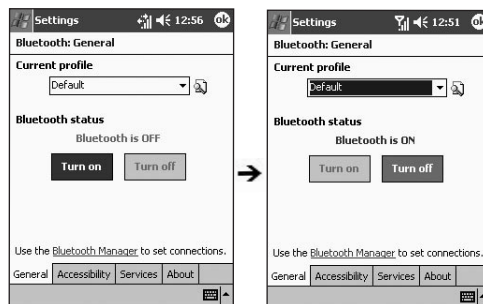 Settings 12:56 ok
Bluetooth: General
Current profile
Default
Bluetooth status
Bluetooth is OFF
Turn on Turn off
Use the Bluetooth Manager to set connections.
General Accessibility Services About
Settings 12:51 ok
Bluetooth: General
Current profile
Default
Bluetooth status
Bluetooth is ON
Turn on Turn off
Use the Bluetooth Manager to set connections.
General Accessibility Services About